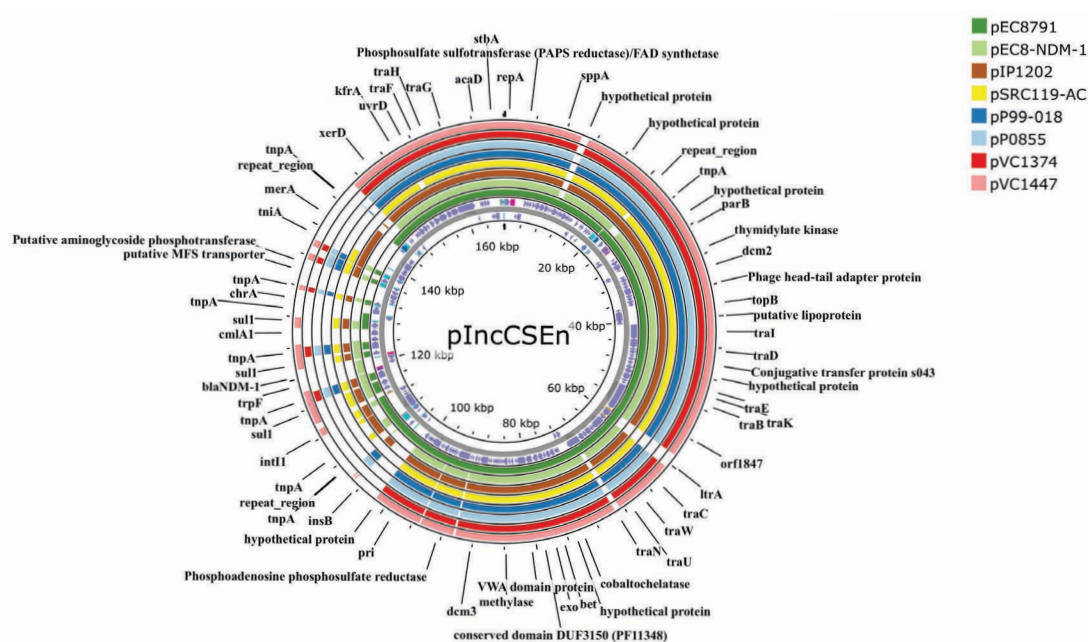 stbA
Phosphosulfate sulfotransferase (PAPS reductase)/FAD synthetase
traH
acaD
repA
sppA
kfrA
traF
traG
hypothetical protein
uvrD
hypothetical protein
xerD
repeat_region
tnpA
tnpA
repeat_region
hypothetical protein
merA
parB
tniA
thymidylate kinase
dcm2
Putative aminoglycoside phosphotransferase
putative MFS transporter
Phage head-tail adapter protein
tnpA
topB
chrA
putative lipoprotein
tnpA
traI
sul1
cmlA1
traD
tnpA
Conjugative transfer protein s043
sul1
hypothetical protein
blaNDM-1
traE
trpF
traB
traK
tnpA
sul1
orf1847
intI1
ltrA
tnpA
traC
repeat_region
traW
tnpA
insB
traN
traU
hypothetical protein
pri
Phosphoadenosine phosphosulfate reductase
VWA domain protein
cobaltochelatase
methylase
dcm3
exo
bet
hypothetical protein
conserved domain DUF3150 (PF11348)
160 kbp
20 kbp
140 kbp
40 kbp
pIncCSEn
120 kbp
60 kbp
100 kbp
80 kbp
pEC8791
pEC8-NDM-1
pIP1202
pSRC119-AC
pP99-018
pP0855
pVC1374
pVC1447